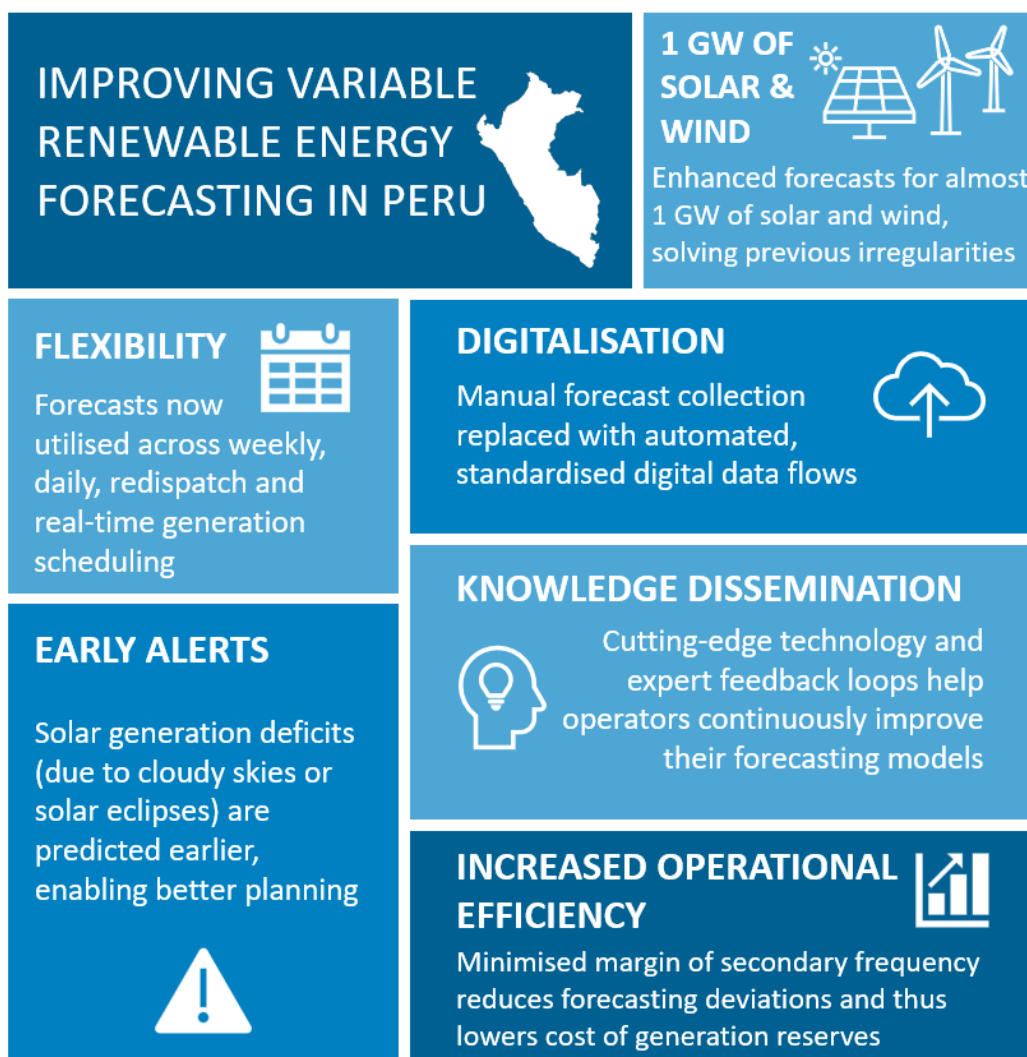 IMPROVING VARIABLE
RENEWABLE ENERGY
FORECASTING IN PERU
1 GW OF
SOLAR &
WIND
Enhanced forecasts for almost
1 GW of solar and wind,
solving previous irregularities
FLEXIBILITY
Forecasts now
utilised across weekly,
daily, redispatch and
real-time generation
scheduling
DIGITALISATION
Manual forecast collection
replaced with automated,
standardised digital data flows
EARLY ALERTS
Solar generation deficits
(due to cloudy skies or
solar eclipses) are
predicted earlier,
enabling better planning
KNOWLEDGE DISSEMINATION
Cutting-edge technology and
expert feedback loops help
operators continuously improve
their forecasting models
INCREASED OPERATIONAL
EFFICIENCY
Minimised margin of secondary frequency
reduces forecasting deviations and thus
lowers cost of generation reserves